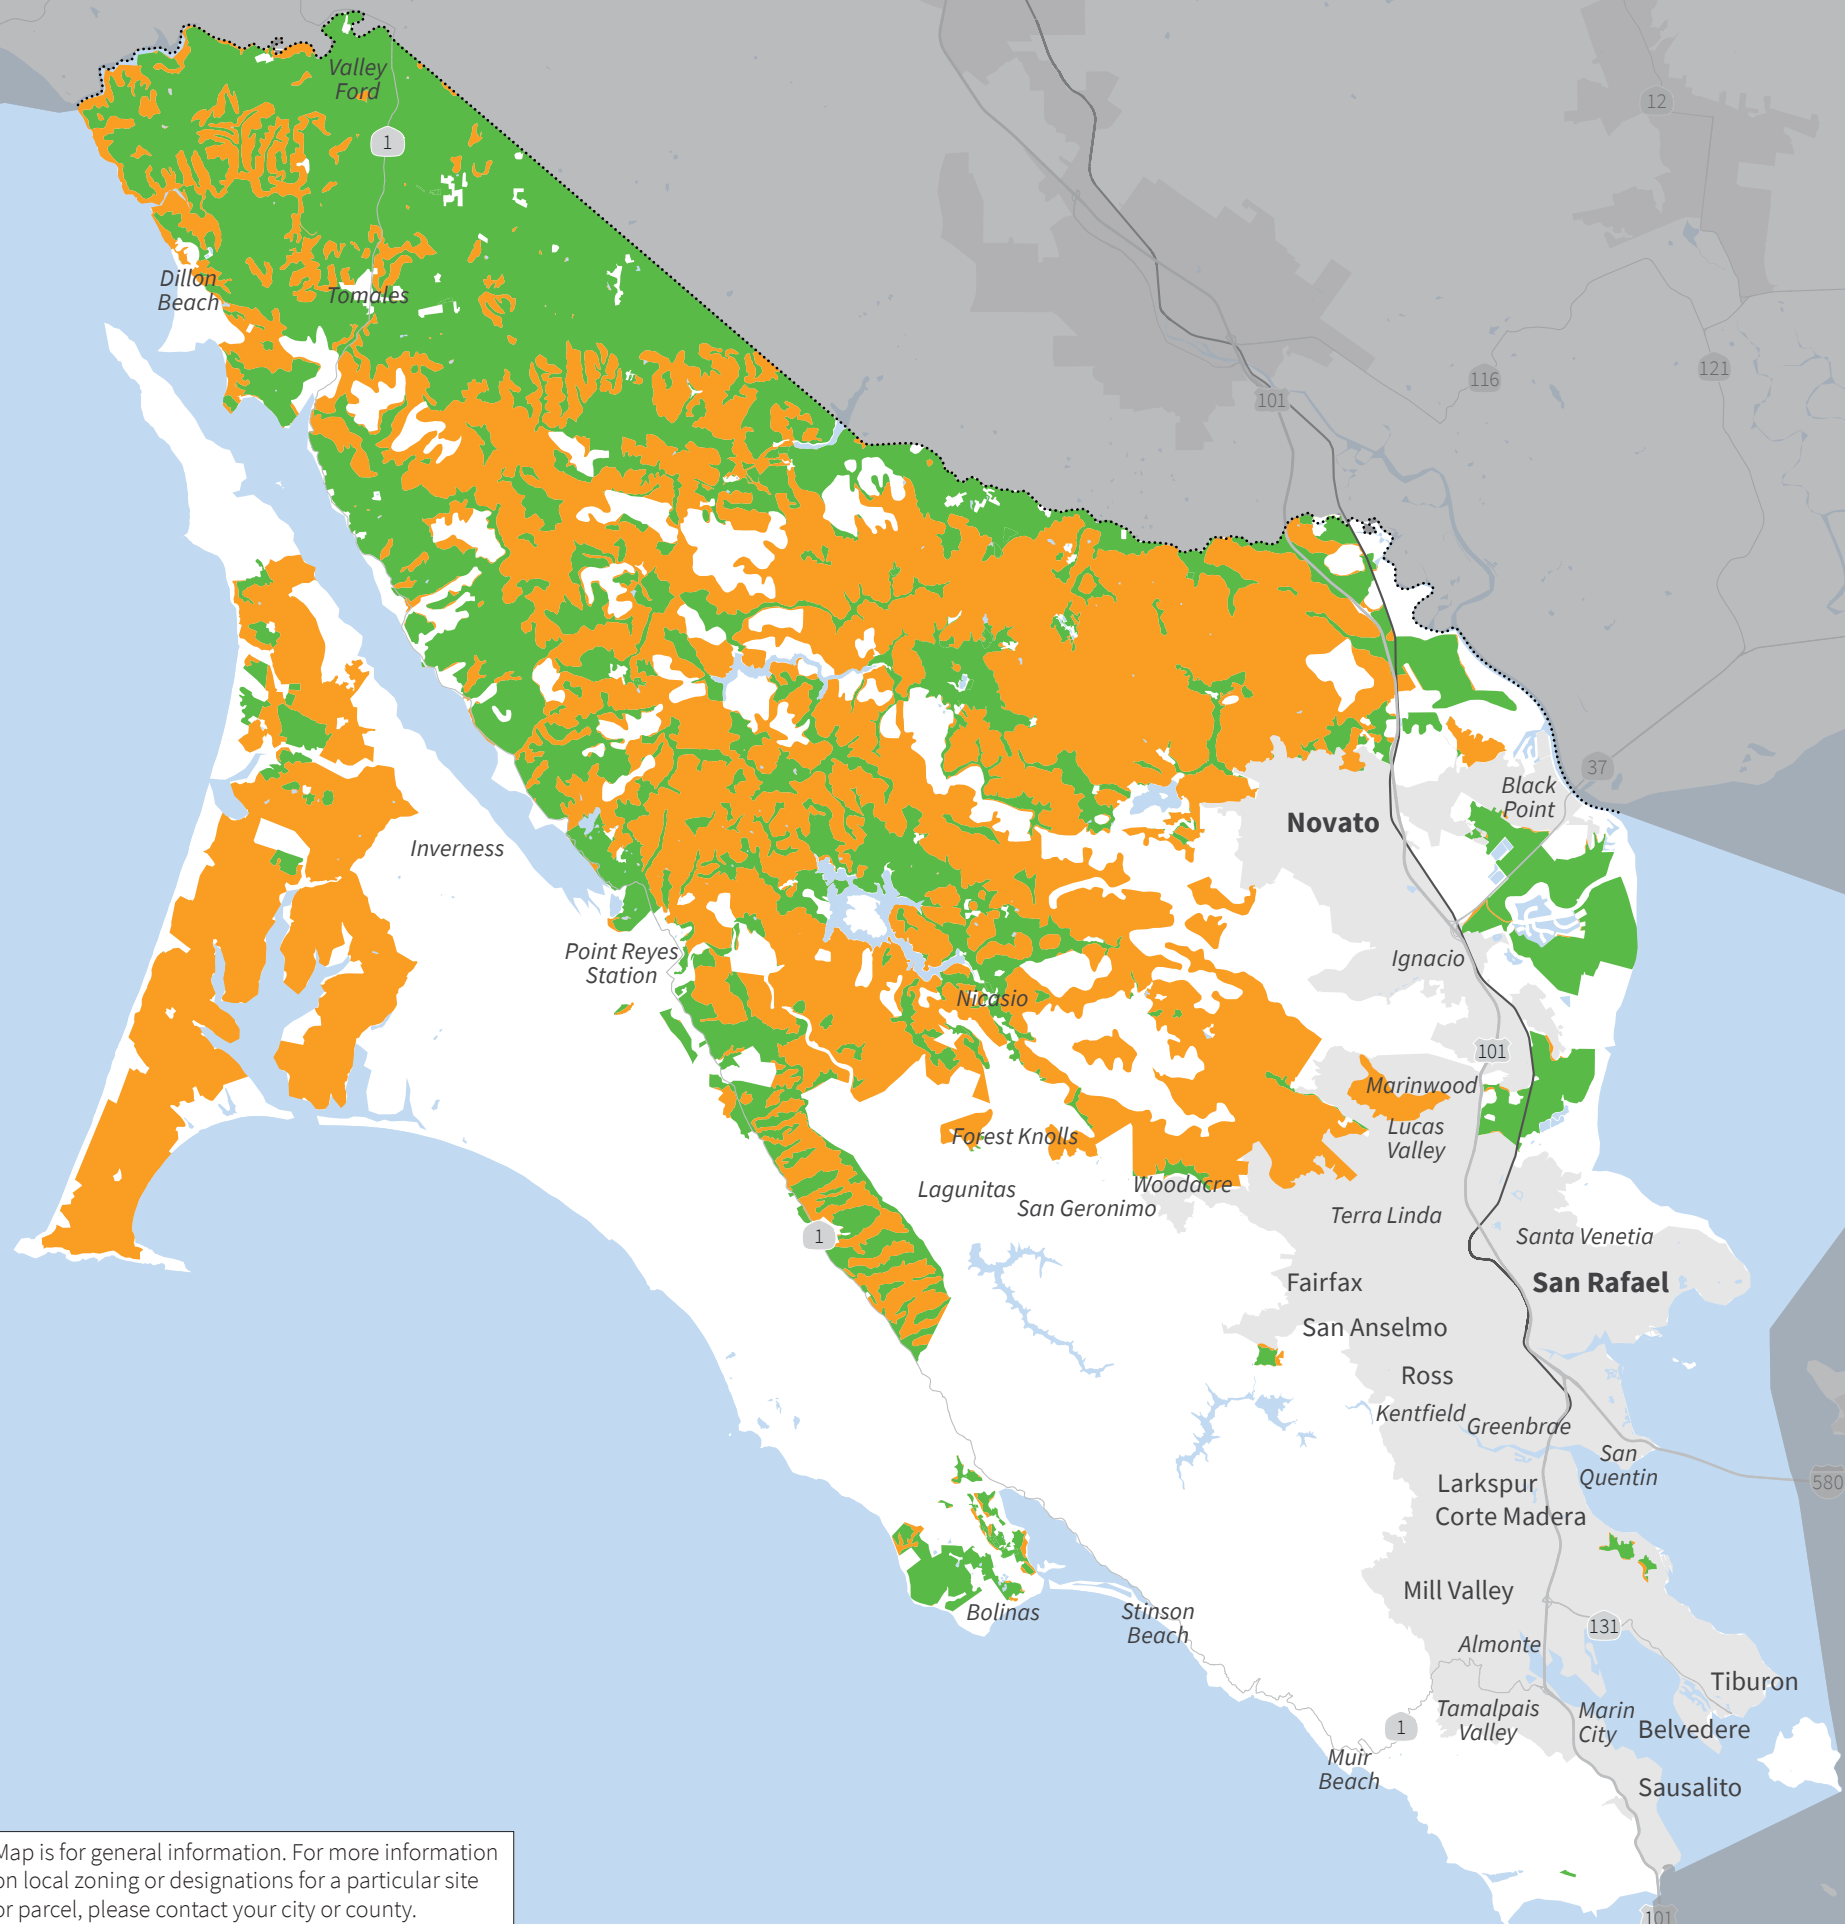 Valley
Ford
12
1
Dillon
Beach
Tomales
121
116
101
37
Black
Point
Novato
Inverness
Point Reyes
Station
Ignacio
Nicasio
101
Marinwood
Lucas
Valley
Forest Knolls
Woodacre
Lagunitas
San Geronimo
Terra Linda
Santa Venetia
1
Fairfax
San Rafael
San Anselmo
Ross
Kentfield
Greenbrae
San
Quentin
580
Larkspur
Corte Madera
Mill Valley
Bolinas
Stinson
Beach
131
Almonte
Tiburon
Tamalpais
Valley
Marin
City
Belvedere
1
Muir
Beach
Sausalito
Map is for general information. For more information
on local zoning or designations for a particular site
or parcel, please contact your city or county.
101